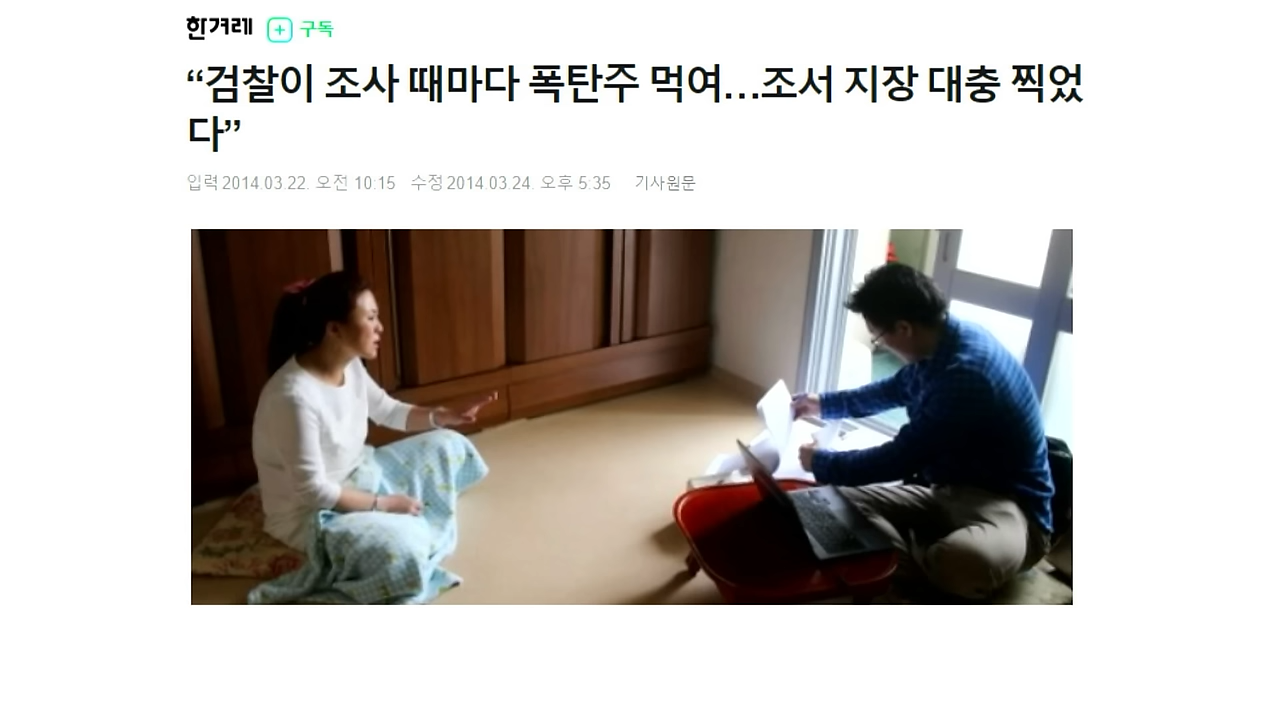 한겨레 구독
“검찰이 조사 때마다 폭탄주 먹여…조서 지장 대충 찍었
다”
입력 2014.03.22. 오전 10:15 수정 2014.03.24. 오후 5:35 기사원문